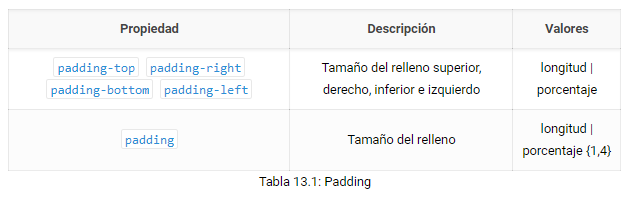 Propiedad Descripción Valores
padding-top padding-right Tamaño del relleno superior, longitud |
padding-bottom padding-left derecho, inferior e izquierdo porcentaje
padding Tamaño del relleno longitud |
porcentaje {1,4}
Tabla 13.1: Padding